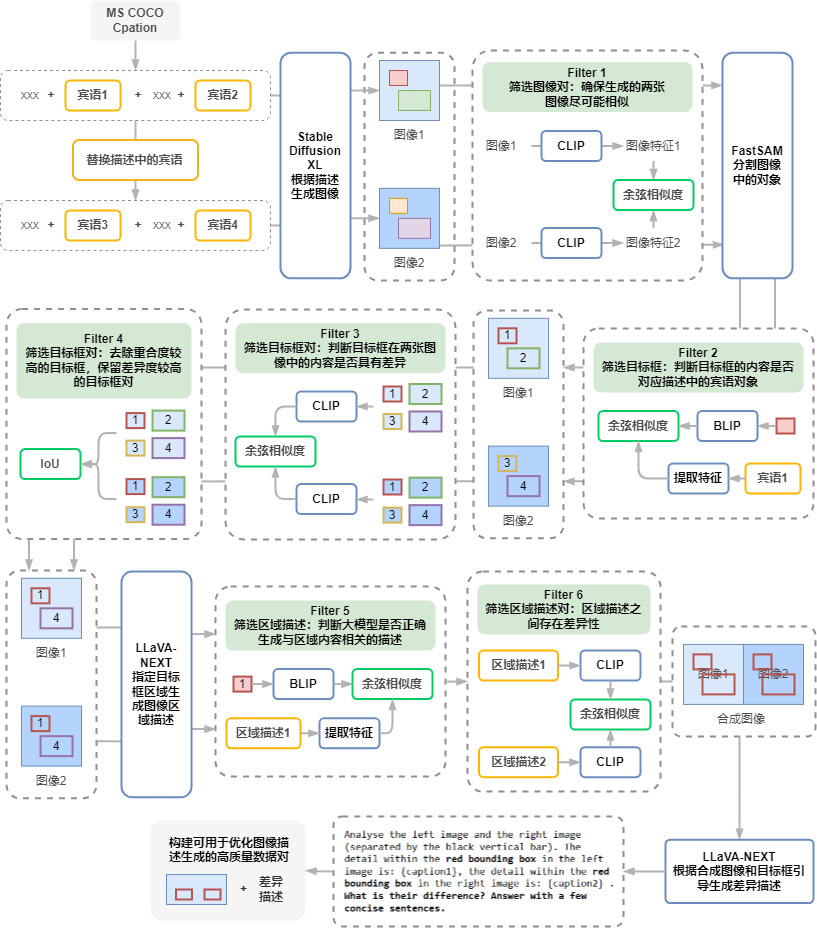 MS COCO
Cpation
xxx + 宾语1 + xxx + 宾语2
替换描述中的宾语
xxx + 宾语3 + xxx + 宾语4
Stable
Diffusion
XL
根据描述
生成图像
图像1
图像2
Filter 1
筛选图像对：确保生成的两张
图像尽可能相似
图像1
CLIP
图像特征1
余弦相似度
图像2
CLIP
图像特征2
FastSAM
分割图像
中的对象
Filter 4
筛选目标框对：去除重合度较
高的目标框，保留差异度较高
的目标框对
1 2
3 4
IoU
1 2
3 4
Filter 3
筛选目标框对：判断目标框在两张图
像中的内容是否具有差异
CLIP
1 2
3 4
余弦相似度
CLIP
1 2
3 4
1
2
图像1
3
4
图像2
Filter 2
筛选目标框：判断目标框的内容是否
对应描述中的宾语对象
余弦相似度
BLIP
提取特征
宾语1
1
4
图像1
1
4
图像2
LLaVA-
NEXT
指定目标
框区域生
成图像区
域描述
Filter 5
筛选区域描述：判断大模型是否正确
生成与区域内容相关的描述
1
BLIP
余弦相似度
区域描述1
提取特征
Filter 6
筛选区域描述对：区域描述之
间存在差异性
区域描述1
CLIP
余弦相似度
区域描述2
CLIP
图像1
图像2
合成图像
LLaVA-NEXT
根据合成图像和目标框引
导生成差异描述
Analyse the left image and the right image
(separated by the black vertical bar). The
detail within the red bounding box in the left
image is: {caption1}, the detail within the red
bounding box in the right image is: {caption2} .
What is their difference? Answer with a few
concise sentences.
构建可用于优化图像描
述生成的高质量数据对
+ 差异
描述